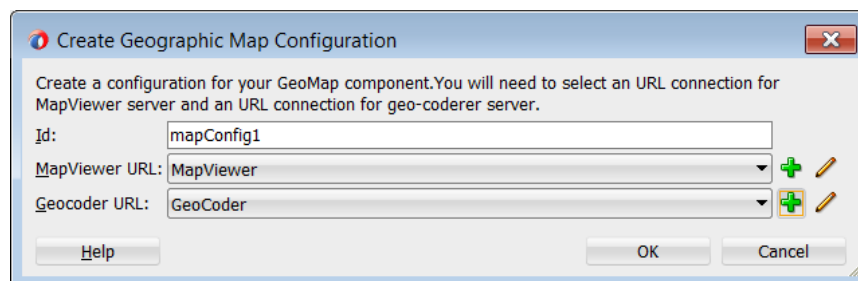 Create Geographic Map Configuration
Create a configuration for your GeoMap component.You will need to select an URL connection for
MapViewer server and an URL connection for geo-coderer server.
Id: mapConfig1
MapViewer URL: MapViewer
Geocoder URL: GeoCoder
Help OK Cancel